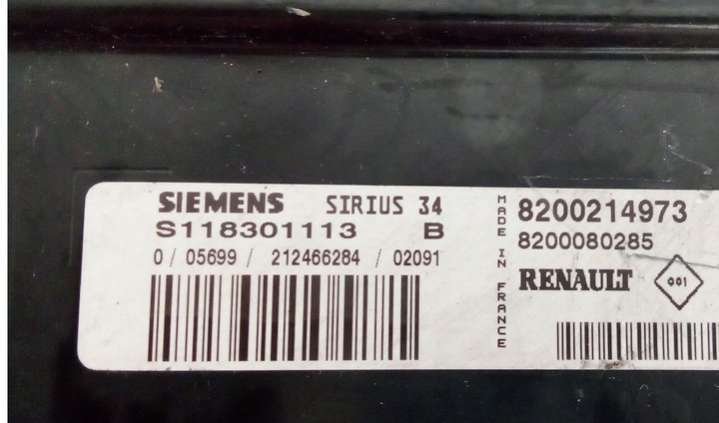 SIEMENS SIRIUS 34
S118301113 B
0 / 05699 / 212466284 / 02091
MADE IN FRANCE
8200214973
8200080285
RENAULT 001